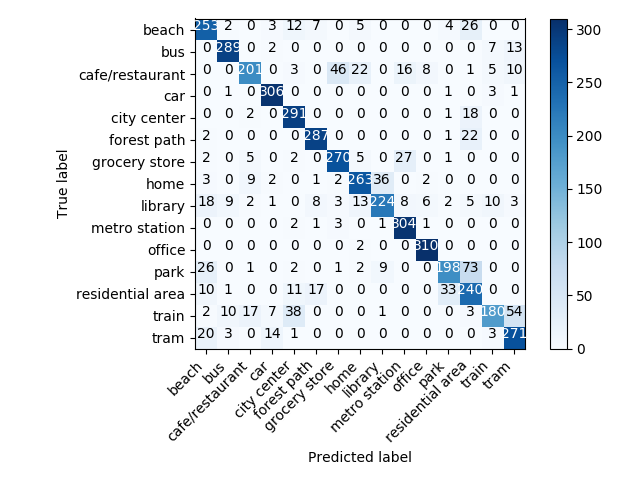 beach 253 2 0 3 12 7 0 5 0 0 0 4 26 0 0
bus 0 289 0 2 0 0 0 0 0 0 0 0 0 7 13
cafe/restaurant 0 0 201 0 3 0 46 22 0 16 8 0 1 5 10
car 0 1 0 306 0 0 0 0 0 0 0 1 0 3 1
city center 0 0 2 0 291 0 0 0 0 0 0 1 18 0 0
forest path 2 0 0 0 0 287 0 0 0 0 0 1 22 0 0
grocery store 2 0 5 0 2 0 270 5 0 27 0 1 0 0 0
home 3 0 9 2 0 1 2 263 36 0 2 0 0 0 0
library 18 9 2 1 0 8 3 13 224 8 6 2 5 10 3
metro station 0 0 0 0 2 1 3 0 1 304 1 0 0 0 0
office 0 0 0 0 0 0 0 2 0 0 310 0 0 0 0
park 26 0 1 0 2 0 1 2 9 0 0 198 73 0 0
residential area 10 1 0 0 11 17 0 0 0 0 0 33 240 0 0
train 2 10 17 7 38 0 0 0 1 0 0 0 3 180 54
tram 20 3 0 14 1 0 0 0 0 0 0 0 0 3 271
True label
beach
bus
cafe/restaurant
car
city center
forest path
grocery store
home
library
metro station
office
park
residential area
train
tram
Predicted label
300
250
200
150
100
50
0